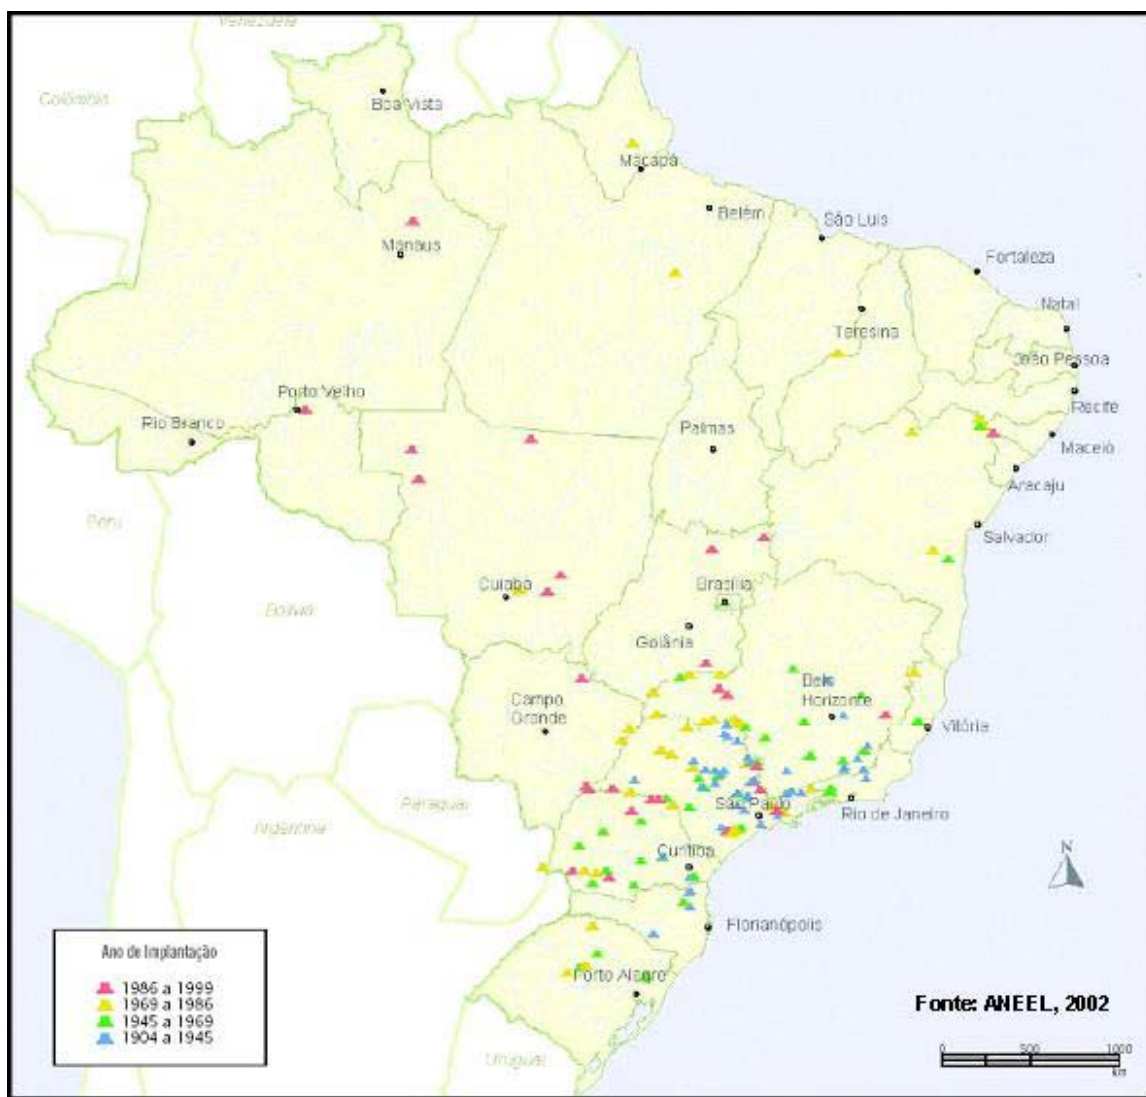 Venezuela
Colômbia
Boa Vista
Macapá
Belém
São Luís
Manaus
Fortaleza
Natal
Teresina
João Pessoa
Porto Velho
Recife
Rio Branco
Palmas
Maceió
Aracaju
Peru
Salvador
Cuiabá
Brasília
Bolívia
Goiânia
Campo
Grande
Belo
Horizonte
Vitória
Paraguai
São Paulo
Rio de Janeiro
Argentina
Curitiba
N
Florianópolis
Porto Alegre
Uruguai
Ano de Implantação
1986 a 1999
1969 a 1986
1945 a 1969
1904 a 1945
Fonte: ANEEL, 2002
0 500 1000
km